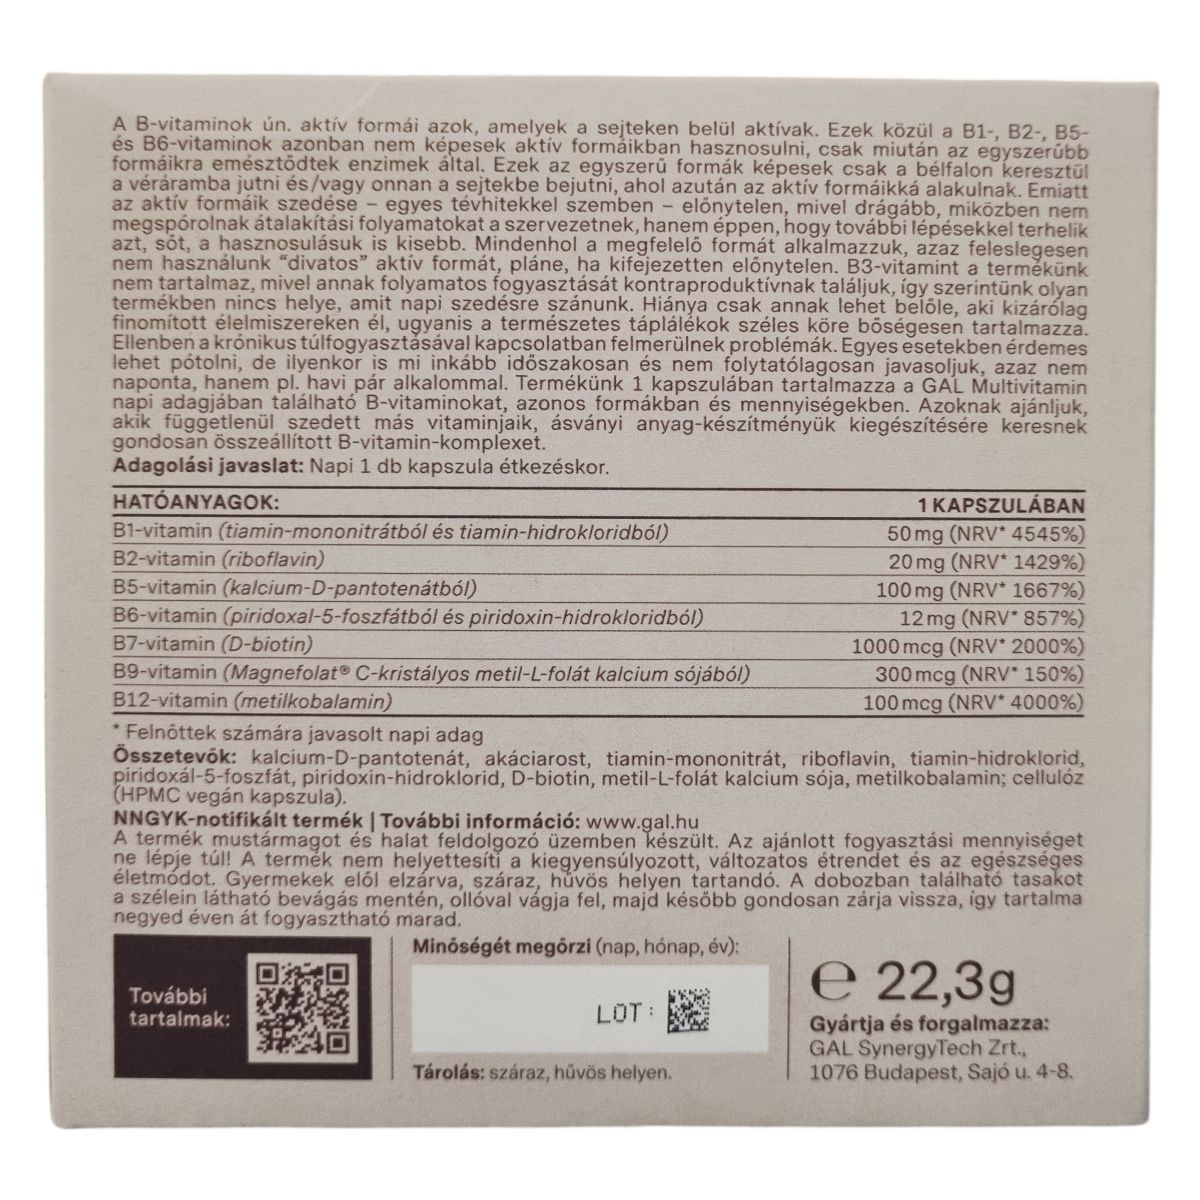 A B-vitaminok ún. aktív formái azok, amelyek a sejteken belül aktívak. Ezek közül a B1-, B2-, B5-
és B6-vitaminok azonban nem képesek aktív formáikban hasznosulni, csak miután az egyszerűbb
formáikra emésztődtek enzimek által. Ezek az egyszerű formák képesek csak a bélfalon keresztül
a véráramba jutni és/vagy onnan a sejtekbe bejutni, ahol azután az aktív formáikká alakulnak. Emiatt
az aktív formáik szedése – egyes tévhitekkel szemben – előnytelen, mivel drágább, miközben nem
megspórolnak átalakítási folyamatokat a szervezetnek, hanem éppen, hogy további lépésekkel terhelik
azt, sőt, a hasznosulásuk is kisebb. Mindenhol a megfelelő formát alkalmazzuk, azaz feleslegesen
nem használunk “divatos” aktív formát, pláne, ha kifejezetten előnytelen. B3-vitamint a termékünk
nem tartalmaz, mivel annak folyamatos fogyasztását kontraproduktívnak találjuk, így szerintünk olyan
termékben nincs helye, amit napi szedésre szánunk. Hiánya csak annak lehet belőle, aki kizárólag
finomított élelmiszereken él, ugyanis a természetes táplálékok széles köre bőségesen tartalmazza.
Ellenben a krónikus túlfogyasztásával kapcsolatban felmerülnek problémák. Egyes esetekben érdemes
lehet pótolni, de ilyenkor is mi inkább időszakosan és nem folytatólagosan javasoljuk, azaz nem
naponta, hanem pl. havi pár alkalommal. Termékünk 1 kapszulában tartalmazza a GAL Multivitamin
napi adagjában található B-vitaminokat, azonos formákban és mennyiségekben. Azoknak ajánljuk,
akik függetlenül szedett más vitaminjaik, ásványi anyag-készítményük kiegészítésére keresnek
gondosan összeállított B-vitamin-komplexet.
Adagolási javaslat: Napi 1 db kapszula étkezéskor.
HATÓANYAGOK: 1 KAPSZULÁBAN
B1-vitamin (tiamin-mononitrátból és tiamin-hidrokloridból) 50 mg (NRV* 4545%)
B2-vitamin (riboflavin) 20 mg (NRV* 1429%)
B5-vitamin (kalcium-D-pantotenátból) 100 mg (NRV* 1667%)
B6-vitamin (piridoxal-5-foszfátból és piridoxin-hidrokloridból) 12 mg (NRV* 857%)
B7-vitamin (D-biotin) 1000 mcg (NRV* 2000%)
B9-vitamin (Magnefolat® C-kristályos metil-L-folát kalcium sójából) 300 mcg (NRV* 150%)
B12-vitamin (metilkobalamin) 100 mcg (NRV* 4000%)
* Felnőttek számára javasolt napi adag
Összetevők: kalcium-D-pantotenát, akáciarost, tiamin-mononitrát, riboflavin, tiamin-hidroklorid,
piridoxál-5-foszfát, piridoxin-hidroklorid, D-biotin, metil-L-folát kalcium sója, metilkobalamin; cellulóz
(HPMC vegán kapszula).
NNGYK-notifikált termék | További információ: www.gal.hu
A termék mustármagot és halat feldolgozó üzemben készült. Az ajánlott fogyasztási mennyiséget
ne lépje túl! A termék nem helyettesíti a kiegyensúlyozott, változatos étrendet és az egészséges
életmódot. Gyermekek elől elzárva, száraz, hűvös helyen tartandó. A dobozban található tasakot
a szélein látható bevágás mentén, ollóval vágja fel, majd később gondosan zárja vissza, így tartalma
negyed éven át fogyasztható marad.
További
tartalmak:
Minőségét megőrzi (nap, hónap, év):
LOT:
Tárolás: száraz, hűvös helyen.
℮ 22,3g
Gyártja és forgalmazza:
GAL SynergyTech Zrt.,
1076 Budapest, Sajó u. 4-8.